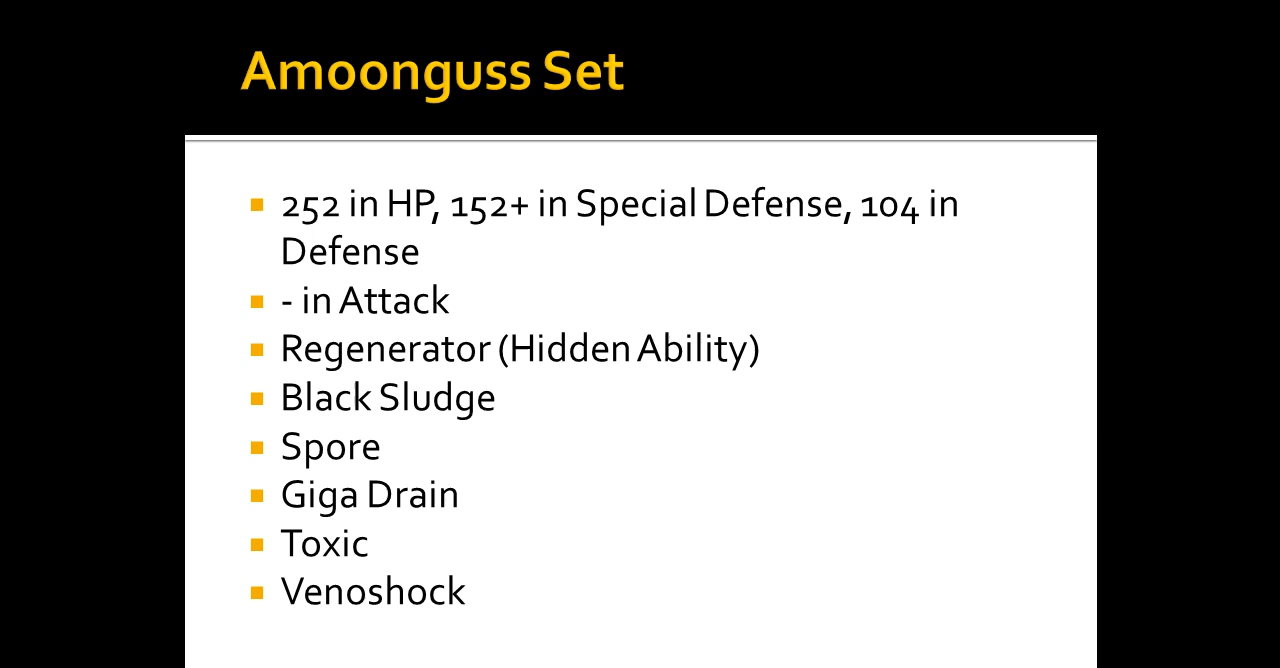 Amoonguss Set
252 in HP, 152+ in Special Defense, 104 in
Defense
- in Attack
Regenerator (Hidden Ability)
Black Sludge
Spore
Giga Drain
Toxic
Venoshock